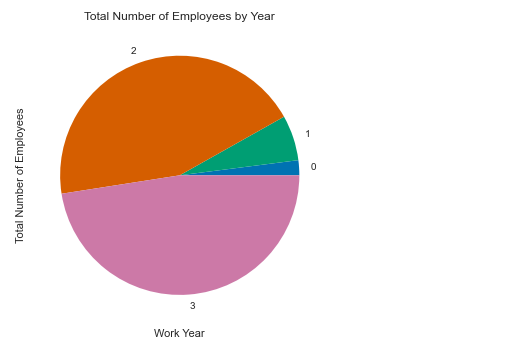 Total Number of Employees by Year
2
1
0
Total Number of Employees
3
Work Year